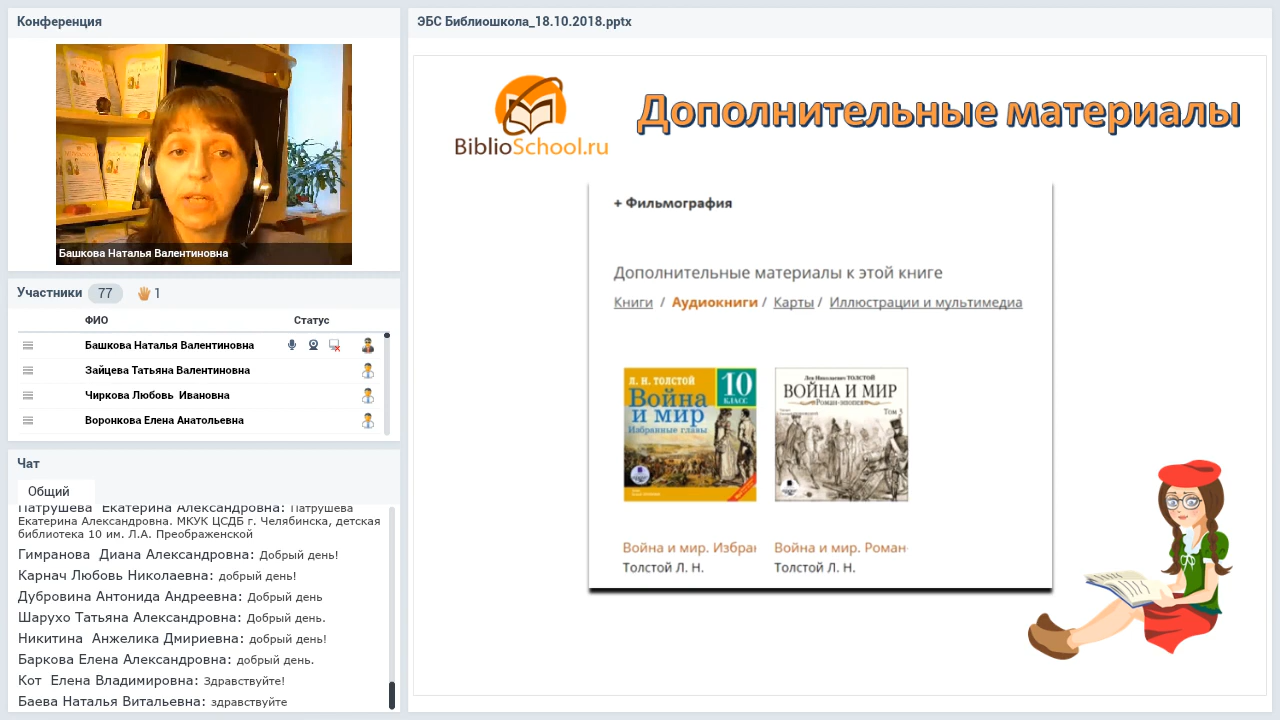 Конференция
Башкова Наталья Валентиновна
Участники 77 1
ФИО Статус
Башкова Наталья Валентиновна
Зайцева Татьяна Валентиновна
Чиркова Любовь Ивановна
Воронкова Елена Анатольевна
Чат
Общий
Патрушева Екатерина Александровна: Патрушева
Екатерина Александровна. МКУК ЦСДБ г. Челябинска, детская
библиотека 10 им. Л.А. Преображенской
Гимранова Диана Александровна: Добрый день!
Карнач Любовь Николаевна: добрый день!
Дубровина Антонида Андреевна: Добрый день
Шарухо Татьяна Александровна: Добрый день.
Никитина Анжелика Дмириевна: добрый день!
Баркова Елена Александровна: добрый день.
Кот Елена Владимировна: Здравствуйте!
Баева Наталья Витальевна: здравствуйте
ЭБС Библиошкола_18.10.2018.pptx
BiblioSchool.ru
Дополнительные материалы
+ Фильмография
Дополнительные материалы к этой книге
Книги / Аудиокниги / Карты / Иллюстрации и мультимедиа
Л. Н. ТОЛСТОЙ
Война
и мир
Избранные главы
10
КЛАСС
Лев Николаевич ТОЛСТОЙ
ВОЙНА И МИР
Роман-эпопея
Том 3
Война и мир. Избран
Толстой Л. Н.
Война и мир. Роман-
Толстой Л. Н.